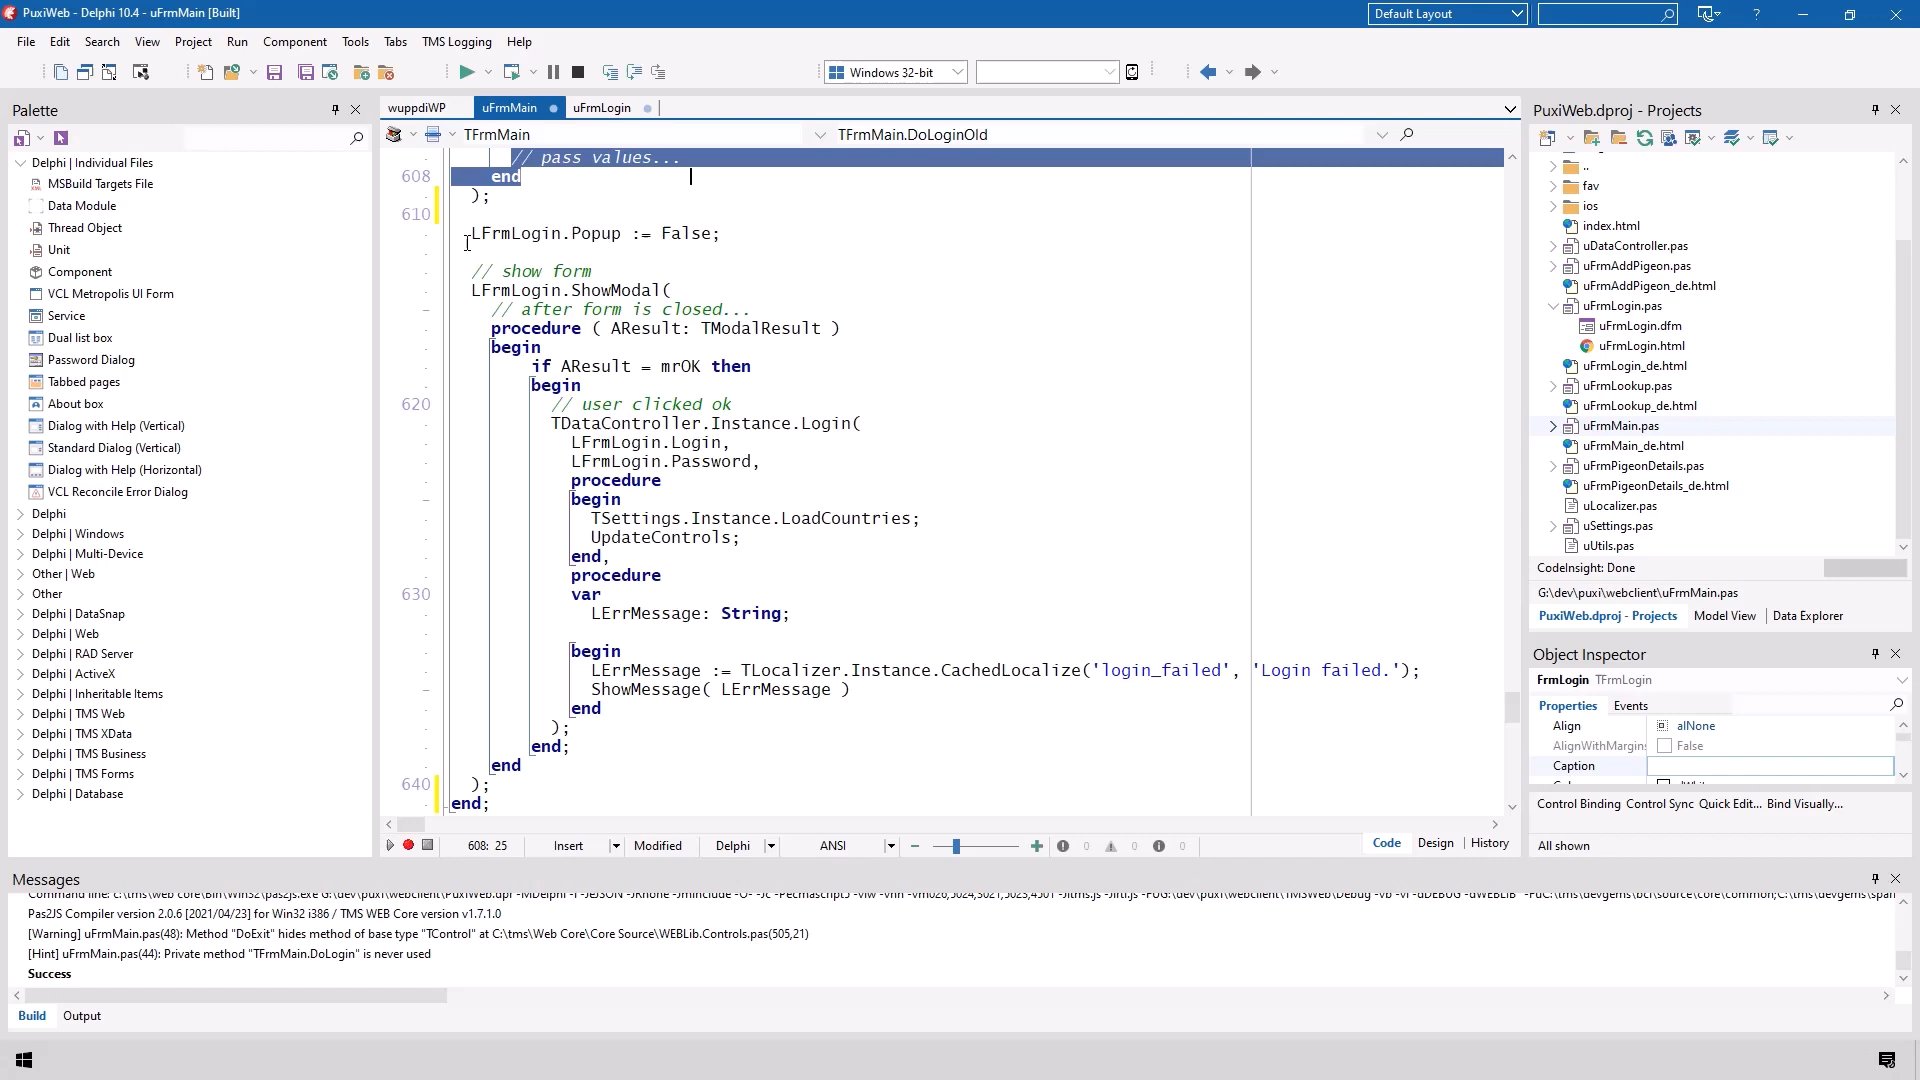 PuxiWeb - Delphi 10.4 - uFrmMain [Built]
Default Layout
File Edit Search View Project Run Component Tools Tabs TMS Logging Help
Windows 32-bit
Palette
Delphi | Individual Files
MSBuild Targets File
Data Module
Thread Object
Unit
Component
VCL Metropolis UI Form
Service
Dual list box
Password Dialog
Tabbed pages
About box
Dialog with Help (Vertical)
Standard Dialog (Vertical)
Dialog with Help (Horizontal)
VCL Reconcile Error Dialog
Delphi
Delphi | Windows
Delphi | Multi-Device
Other | Web
Other
Delphi | DataSnap
Delphi | Web
Delphi | RAD Server
Delphi | ActiveX
Delphi | Inheritable Items
Delphi | TMS Web
Delphi | TMS XData
Delphi | TMS Business
Delphi | TMS Forms
Delphi | Database
wuppdiWP uFrmMain uFrmLogin
TFrmMain TFrmMain.DoLoginOld
// pass values...
608 end
);
610
LFrmLogin.Popup := False;
// show form
LFrmLogin.ShowModal(
// after form is closed...
procedure ( AResult: TModalResult )
begin
if AResult = mrOK then
begin
620 // user clicked ok
TDataController.Instance.Login(
LFrmLogin.Login,
LFrmLogin.Password,
procedure
begin
TSettings.Instance.LoadCountries;
UpdateControls;
end,
procedure
630 var
LErrMessage: String;
begin
LErrMessage := TLocalizer.Instance.CachedLocalize('login_failed', 'Login failed.');
ShowMessage( LErrMessage )
end
);
end;
end
640 );
end;
608: 25 Insert Modified Delphi ANSI 0 0 0 Code Design History
PuxiWeb.dproj - Projects
..
fav
ios
index.html
uDataController.pas
uFrmAddPigeon.pas
uFrmAddPigeon_de.html
uFrmLogin.pas
uFrmLogin.dfm
uFrmLogin.html
uFrmLogin_de.html
uFrmLookup.pas
uFrmLookup_de.html
uFrmMain.pas
uFrmMain_de.html
uFrmPigeonDetails.pas
uFrmPigeonDetails_de.html
uLocalizer.pas
uSettings.pas
uUtils.pas
CodeInsight: Done
G:\dev\puxi\webclient\uFrmMain.pas
PuxiWeb.dproj - Projects Model View Data Explorer
Object Inspector
FrmLogin TFrmLogin
Properties Events
Align alNone
AlignWithMargins False
Caption
Control Binding Control Sync Quick Edit... Bind Visually...
All shown
Messages
Pas2JS Compiler version 2.0.6 [2021/04/23] for Win32 i386 / TMS WEB Core version v1.7.1.0
[Warning] uFrmMain.pas(48): Method "DoExit" hides method of base type "TControl" at C:\tms\Web Core\Core Source\WEBLib.Controls.pas(505,21)
[Hint] uFrmMain.pas(44): Private method "TFrmMain.DoLogin" is never used
Success
Build Output